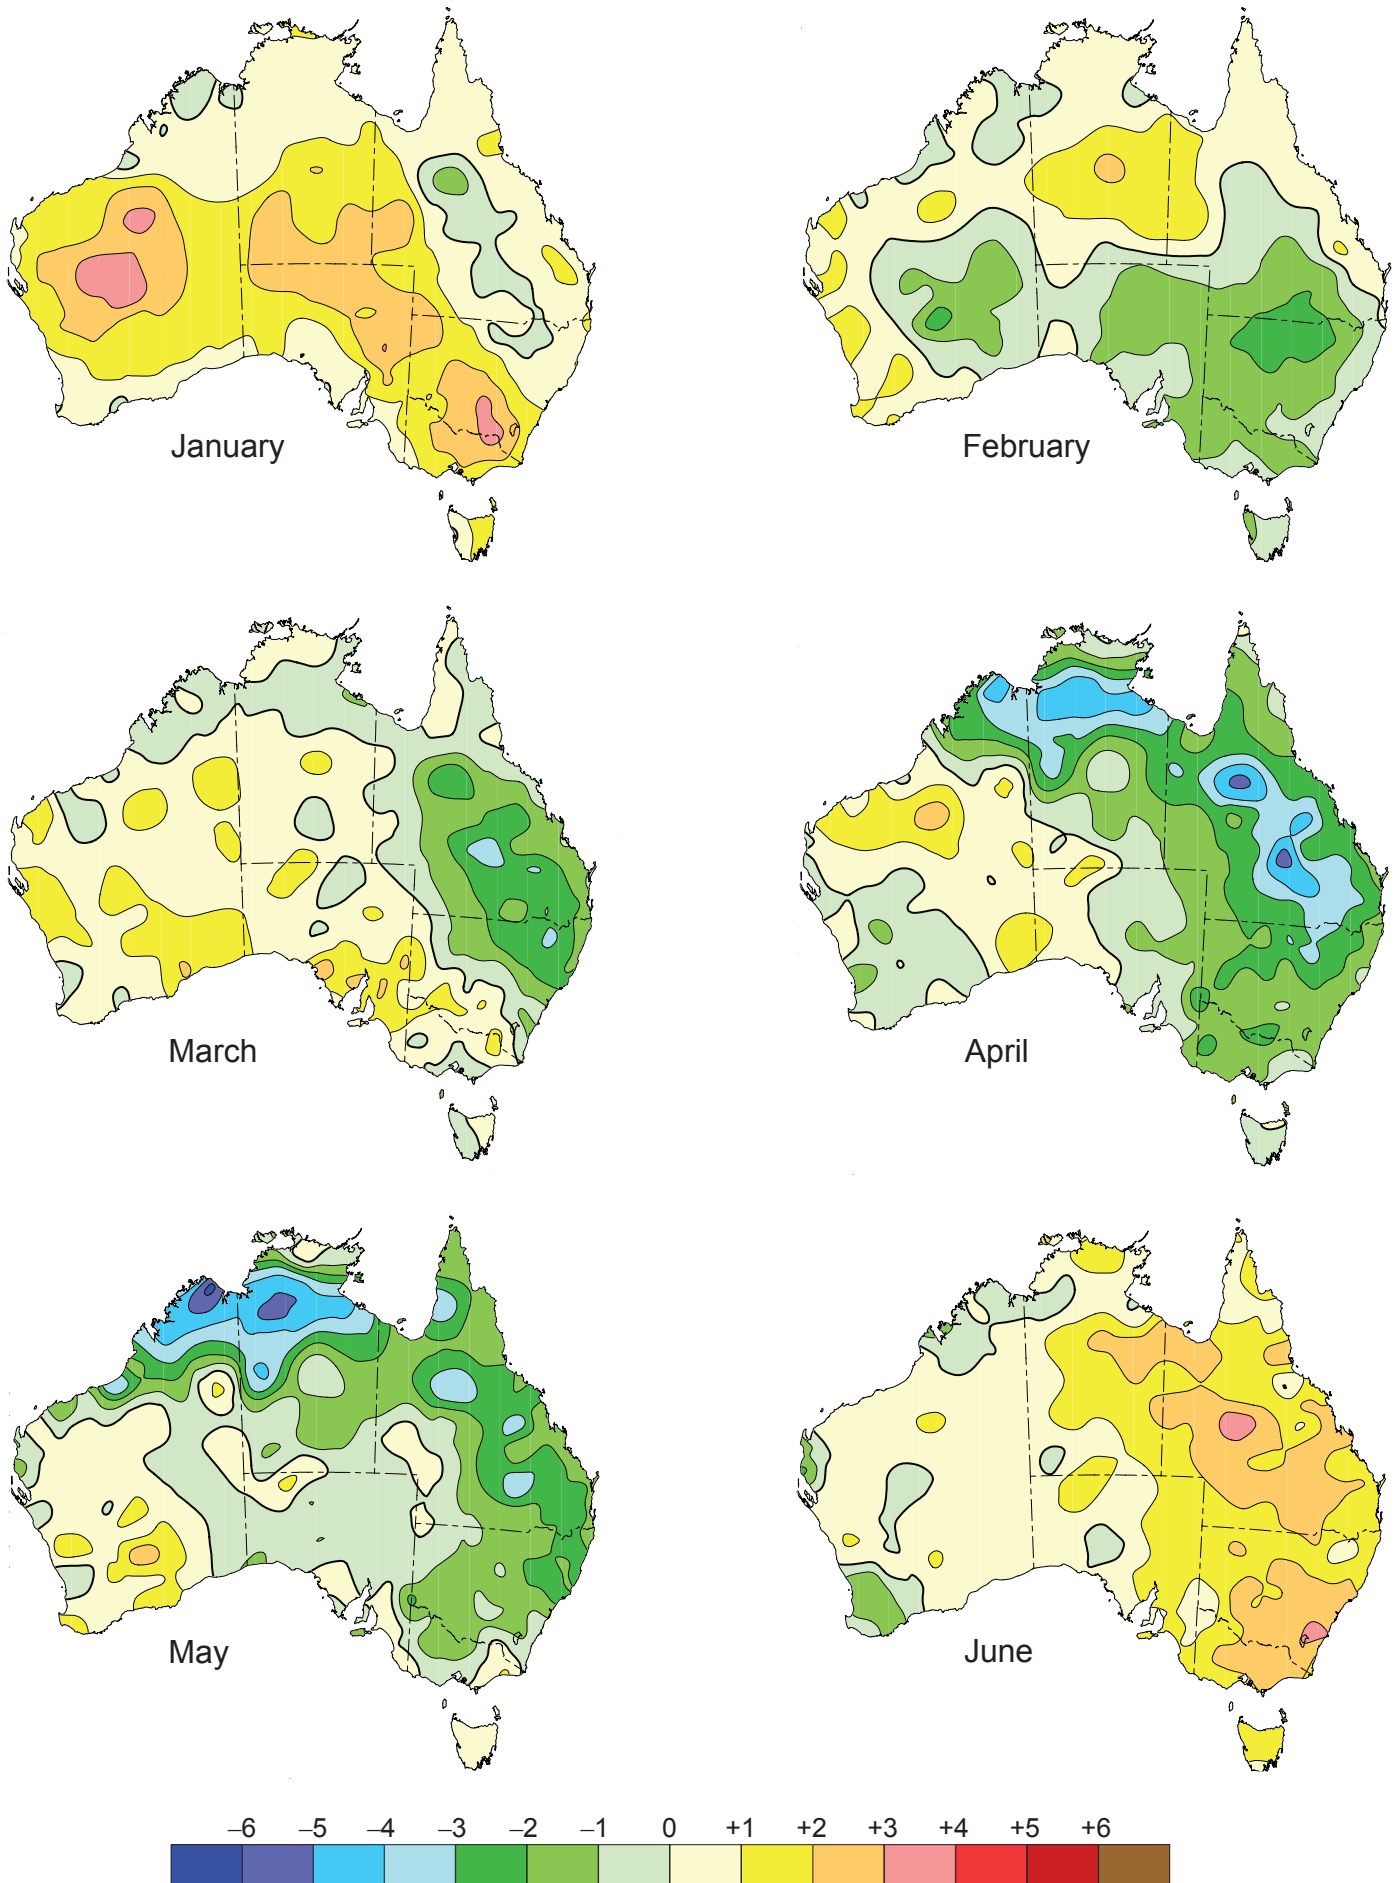 January
February
March
April
May
June
–6 –5 –4 –3 –2 –1 0 +1 +2 +3 +4 +5 +6